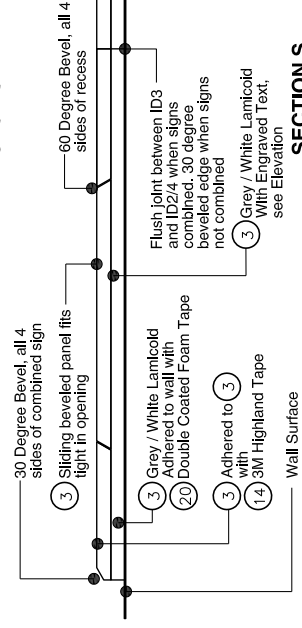 30 Degree Bevel, all 4
sides of combined sign
3 Sliding beveled panel fits
tight in opening
60 Degree Bevel, all 4
sides of recess
3 Grey / White Lamicoid
Adhered to wall with
20 Double Coated Foam Tape
3 Adhered to 3
with
14 3M Highland Tape
Wall Surface
Flush joint between ID3
and ID2/4 when signs
combined. 30 degree
beveled edge when signs
not combined
3 Grey / White Lamicoid
With Engraved Text,
see Elevation
SECTION S